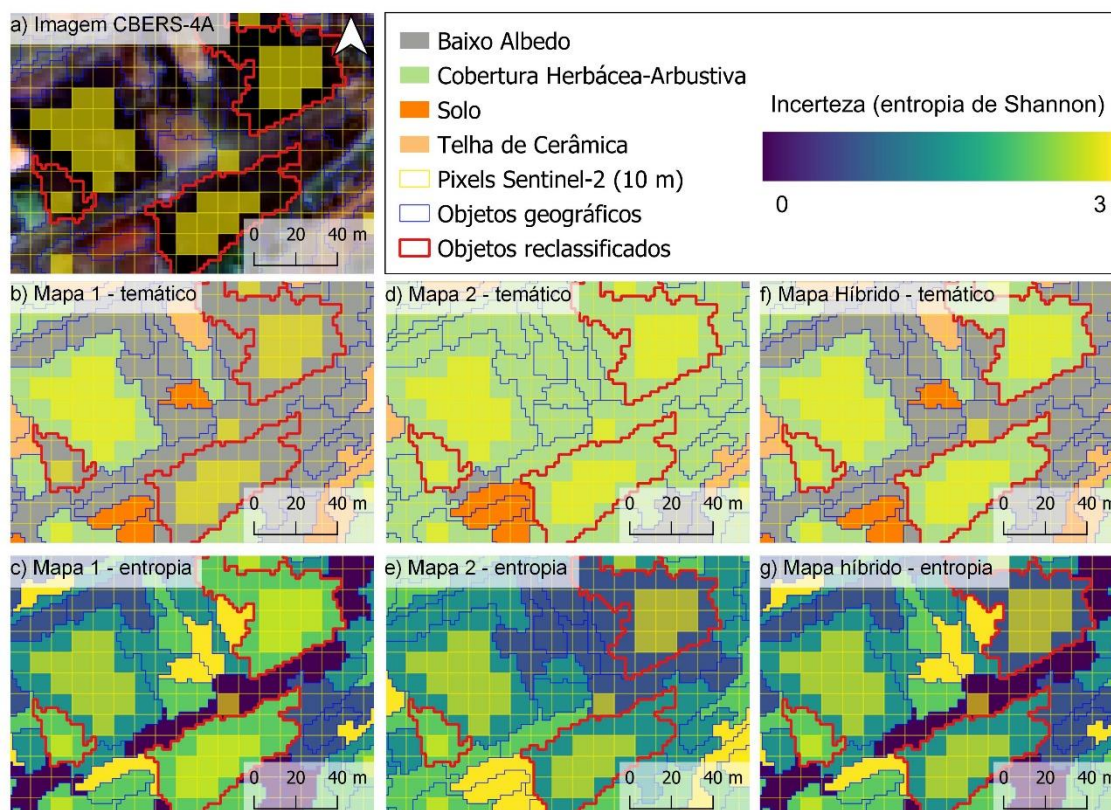 a) Imagem CBERS-4A
0 20 40 m
Baixo Albedo
Cobertura Herbácea-Arbustiva
Solo
Telha de Cerâmica
Pixels Sentinel-2 (10 m)
Objetos geográficos
Objetos reclassificados
Incerteza (entropia de Shannon)
0 3
b) Mapa 1 - temático
0 20 40 m
d) Mapa 2 - temático
0 20 40 m
f) Mapa Híbrido - temático
0 20 40 m
c) Mapa 1 - entropia
0 20 40 m
e) Mapa 2 - entropia
0 20 40 m
g) Mapa híbrido - entropia
0 20 40 m